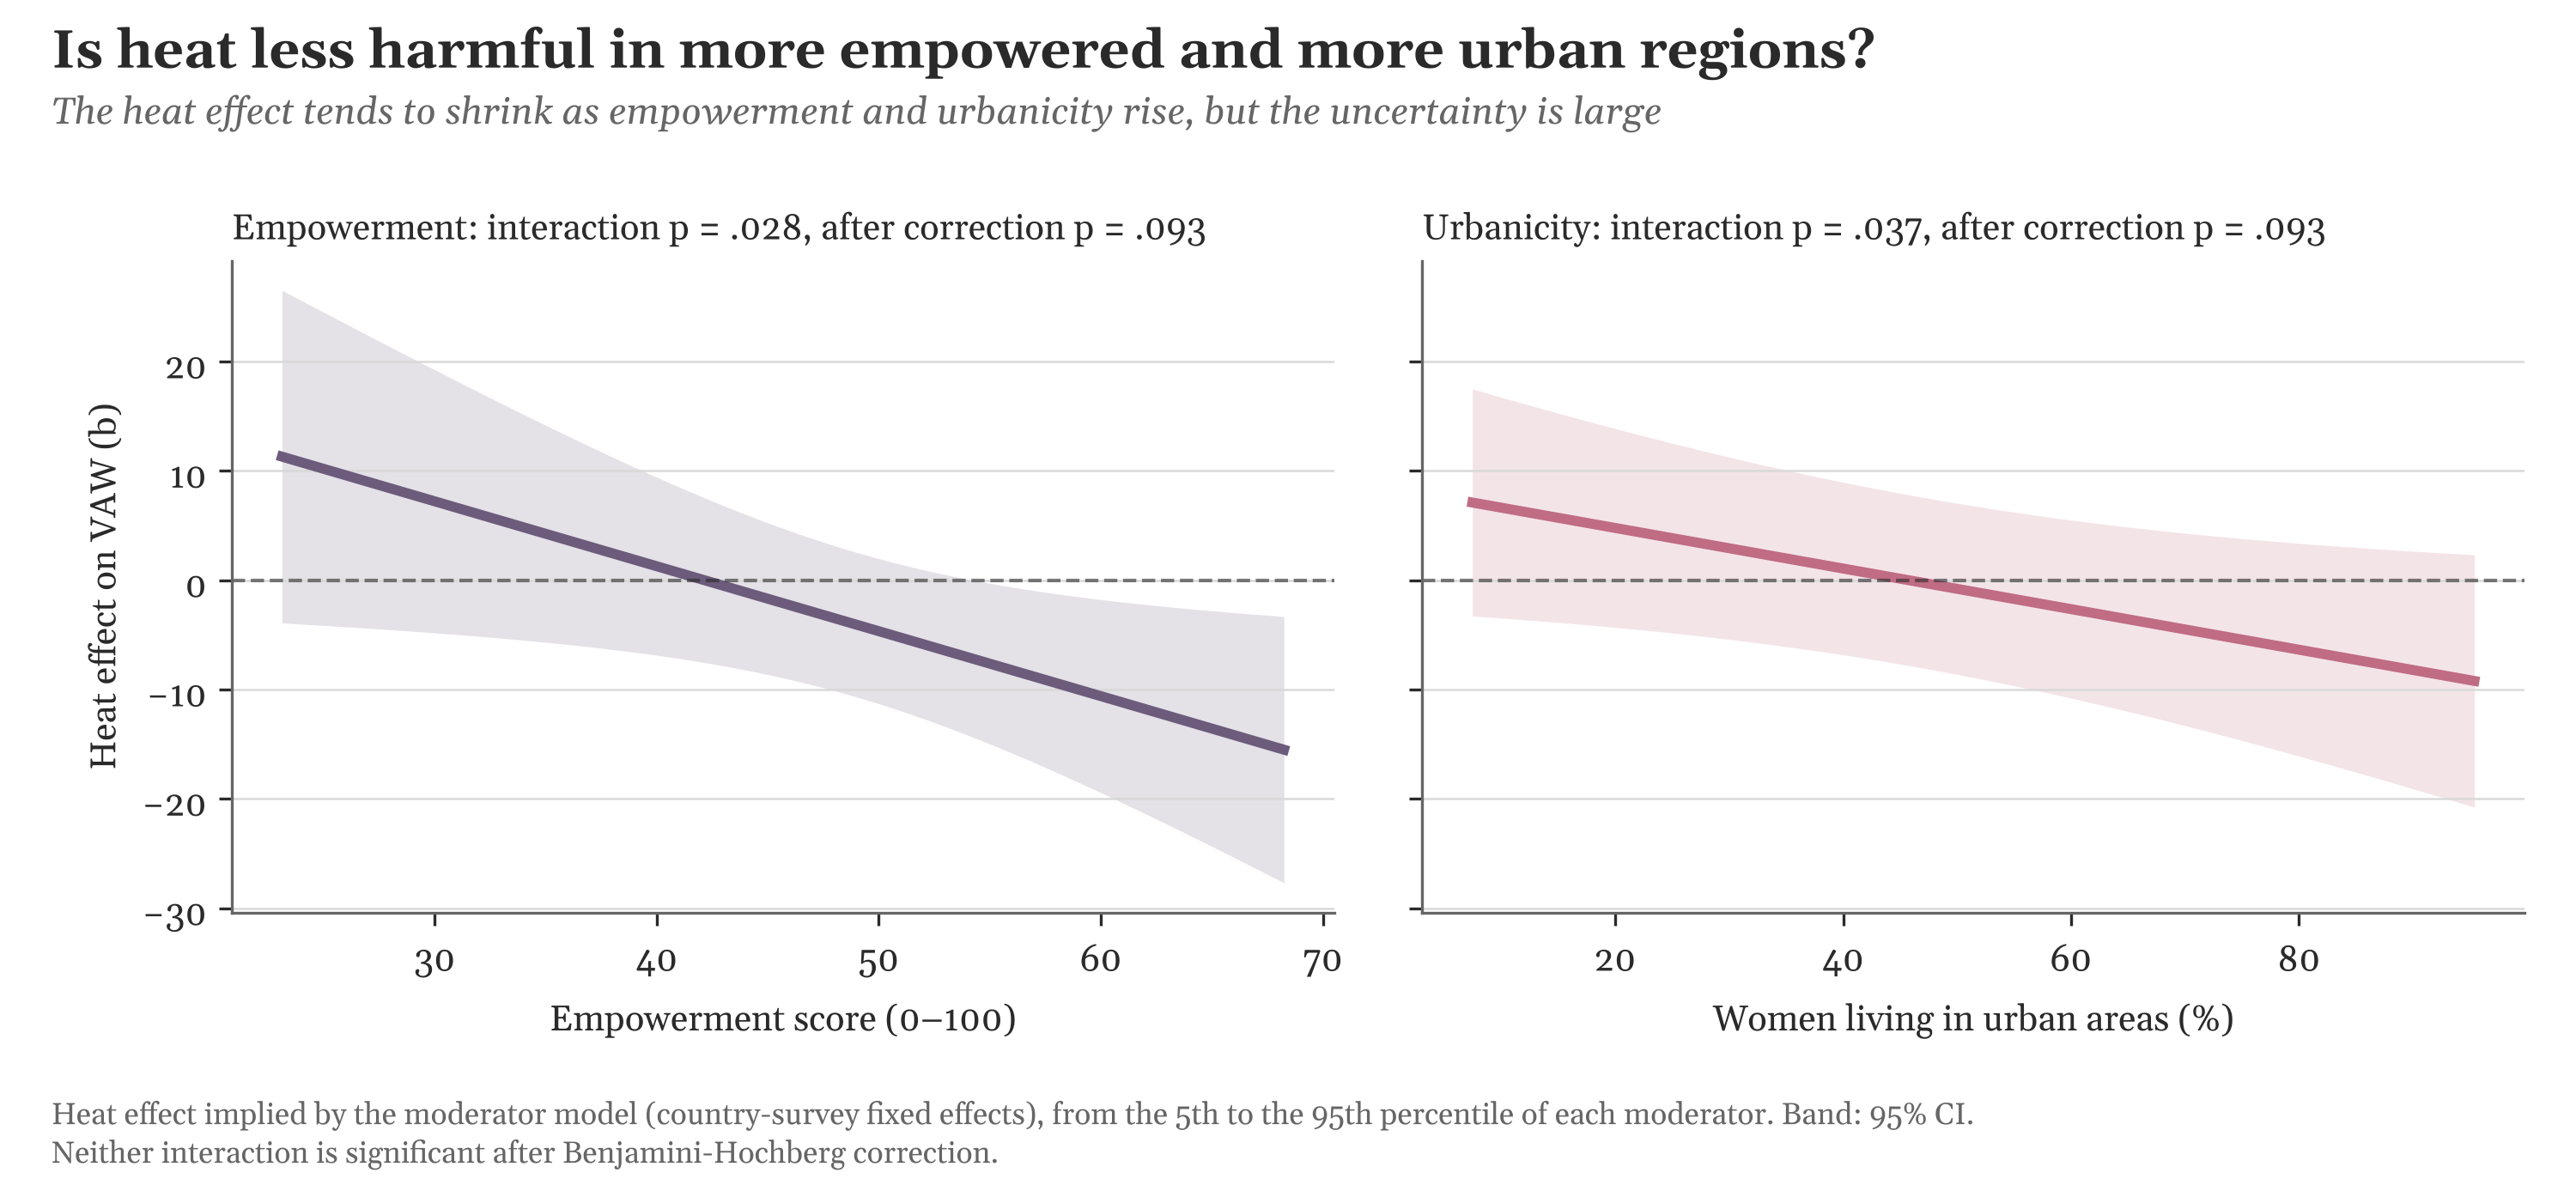 Is heat less harmful in more empowered and more urban regions?
The heat effect tends to shrink as empowerment and urbanicity rise, but the uncertainty is large
Empowerment: interaction p = .028, after correction p = .093
Urbanicity: interaction p = .037, after correction p = .093
Heat effect on VAW (b)
20
10
0
−10
−20
−30
30 40 50 60 70
20 40 60 80
Empowerment score (0–100)
Women living in urban areas (%)
Heat effect implied by the moderator model (country-survey fixed effects), from the 5th to the 95th percentile of each moderator. Band: 95% CI.
Neither interaction is significant after Benjamini-Hochberg correction.